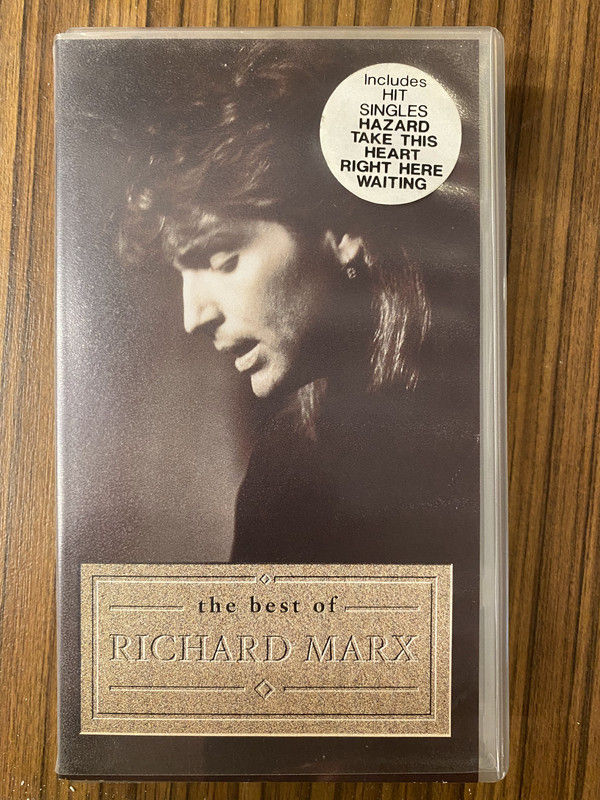 Includes
HIT
SINGLES
HAZARD
TAKE THIS
HEART
RIGHT HERE
WAITING
the best of
RICHARD MARX